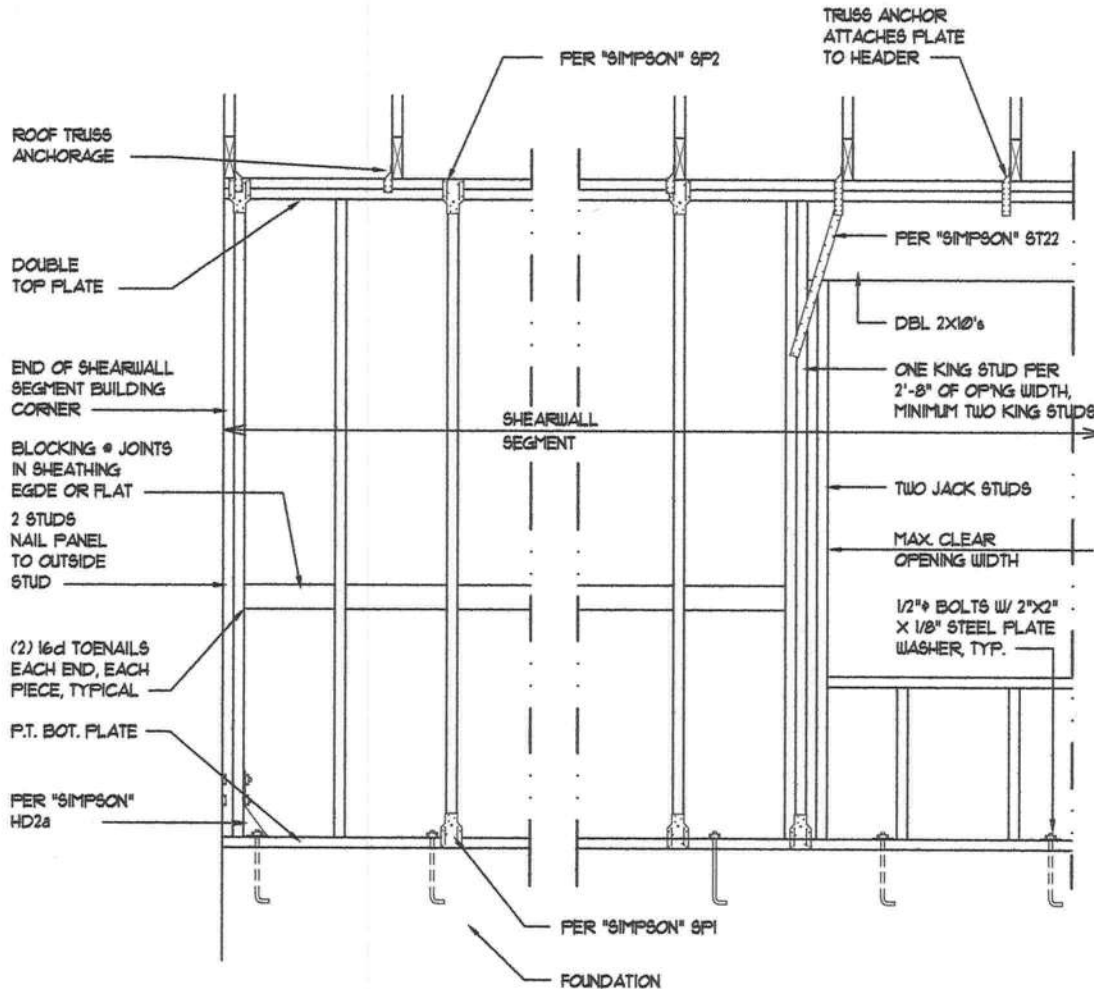 TRUSS ANCHOR
ATTACHES PLATE
TO HEADER
PER "SIMPSON" SP2
ROOF TRUSS
ANCHORAGE
PER "SIMPSON" ST22
DOUBLE
TOP PLATE
DBL 2X10's
END OF SHEARWALL
SEGMENT BUILDING
CORNER
ONE KING STUD PER
2'-8" OF OP'NG WIDTH,
MINIMUM TWO KING STUDS
SHEARWALL
SEGMENT
BLOCKING @ JOINTS
IN SHEATHING
EGDE OR FLAT
TWO JACK STUDS
2 STUDS
NAIL PANEL
TO OUTSIDE
STUD
MAX. CLEAR
OPENING WIDTH
1/2"φ BOLTS W/ 2"X2"
X 1/8" STEEL PLATE
WASHER, TYP.
(2) 16d TOENAILS
EACH END, EACH
PIECE, TYPICAL
P.T. BOT. PLATE
PER "SIMPSON"
HD2a
PER "SIMPSON" SP1
FOUNDATION